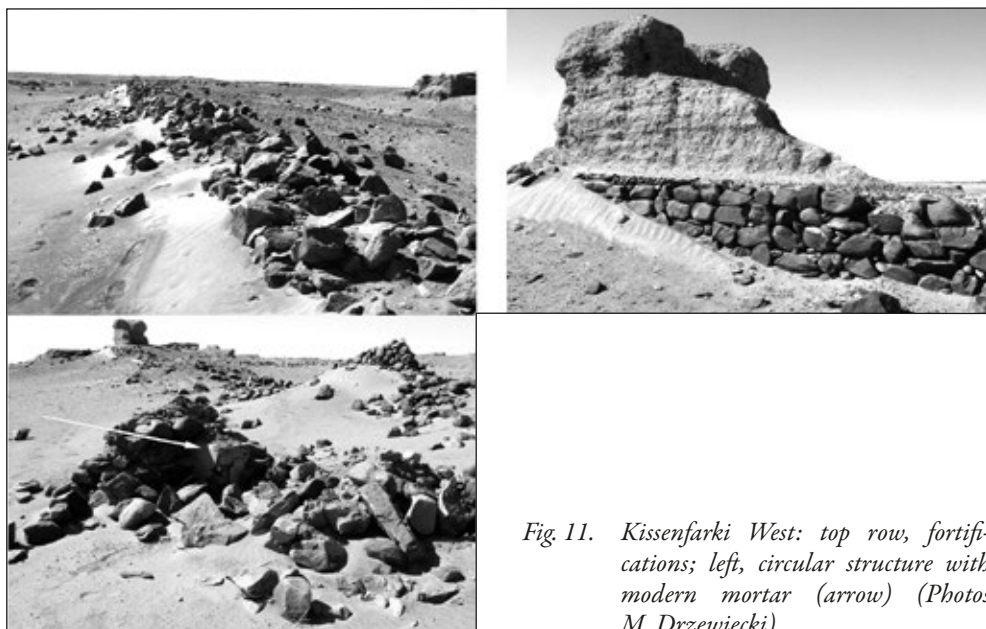 Fig. 11. Kissenfarki West: top row, fortifi-
cations; left, circular structure with
modern mortar (arrow) (Photos
M. Drzewiecki)